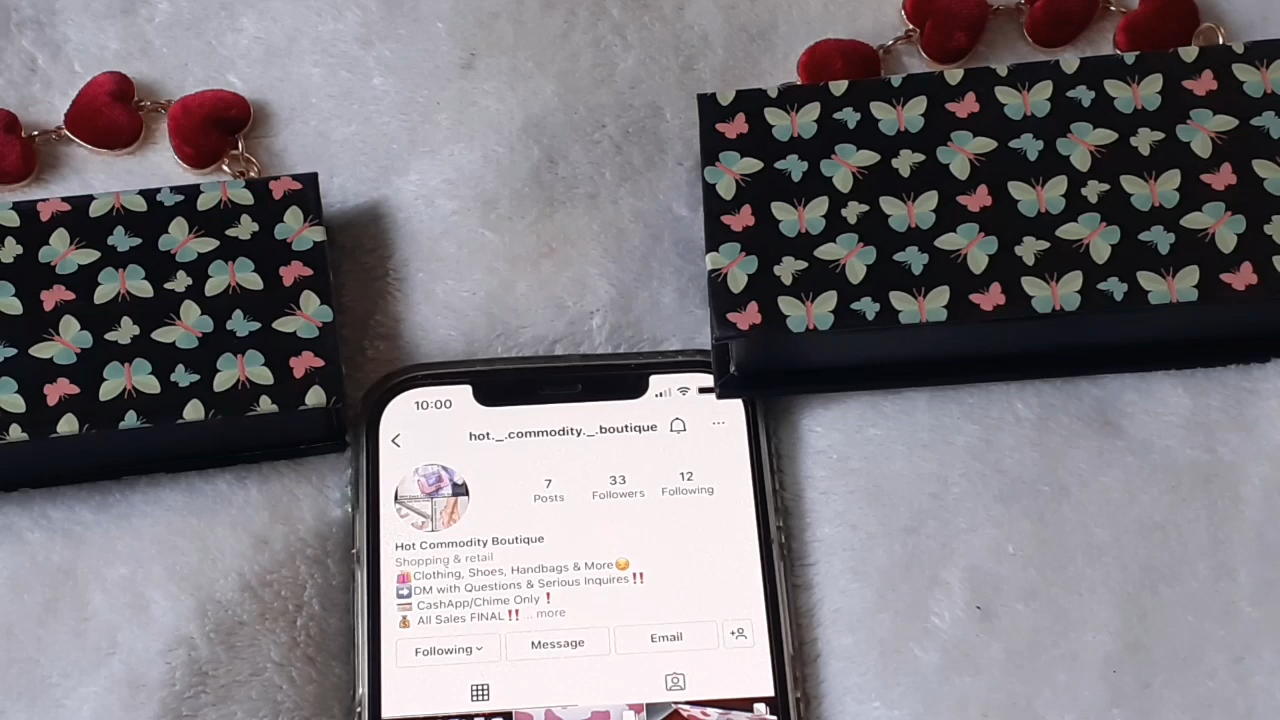 10:00
hot._.commodity._.boutique
7 33 12
Posts Followers Following
Hot Commodity Boutique
Shopping & retail
🛍️Clothing, Shoes, Handbags & More😏
➡️DM with Questions & Serious Inquires‼️
💳 CashApp/Chime Only❗
💰 All Sales FINAL‼️ ... more
Following Message Email